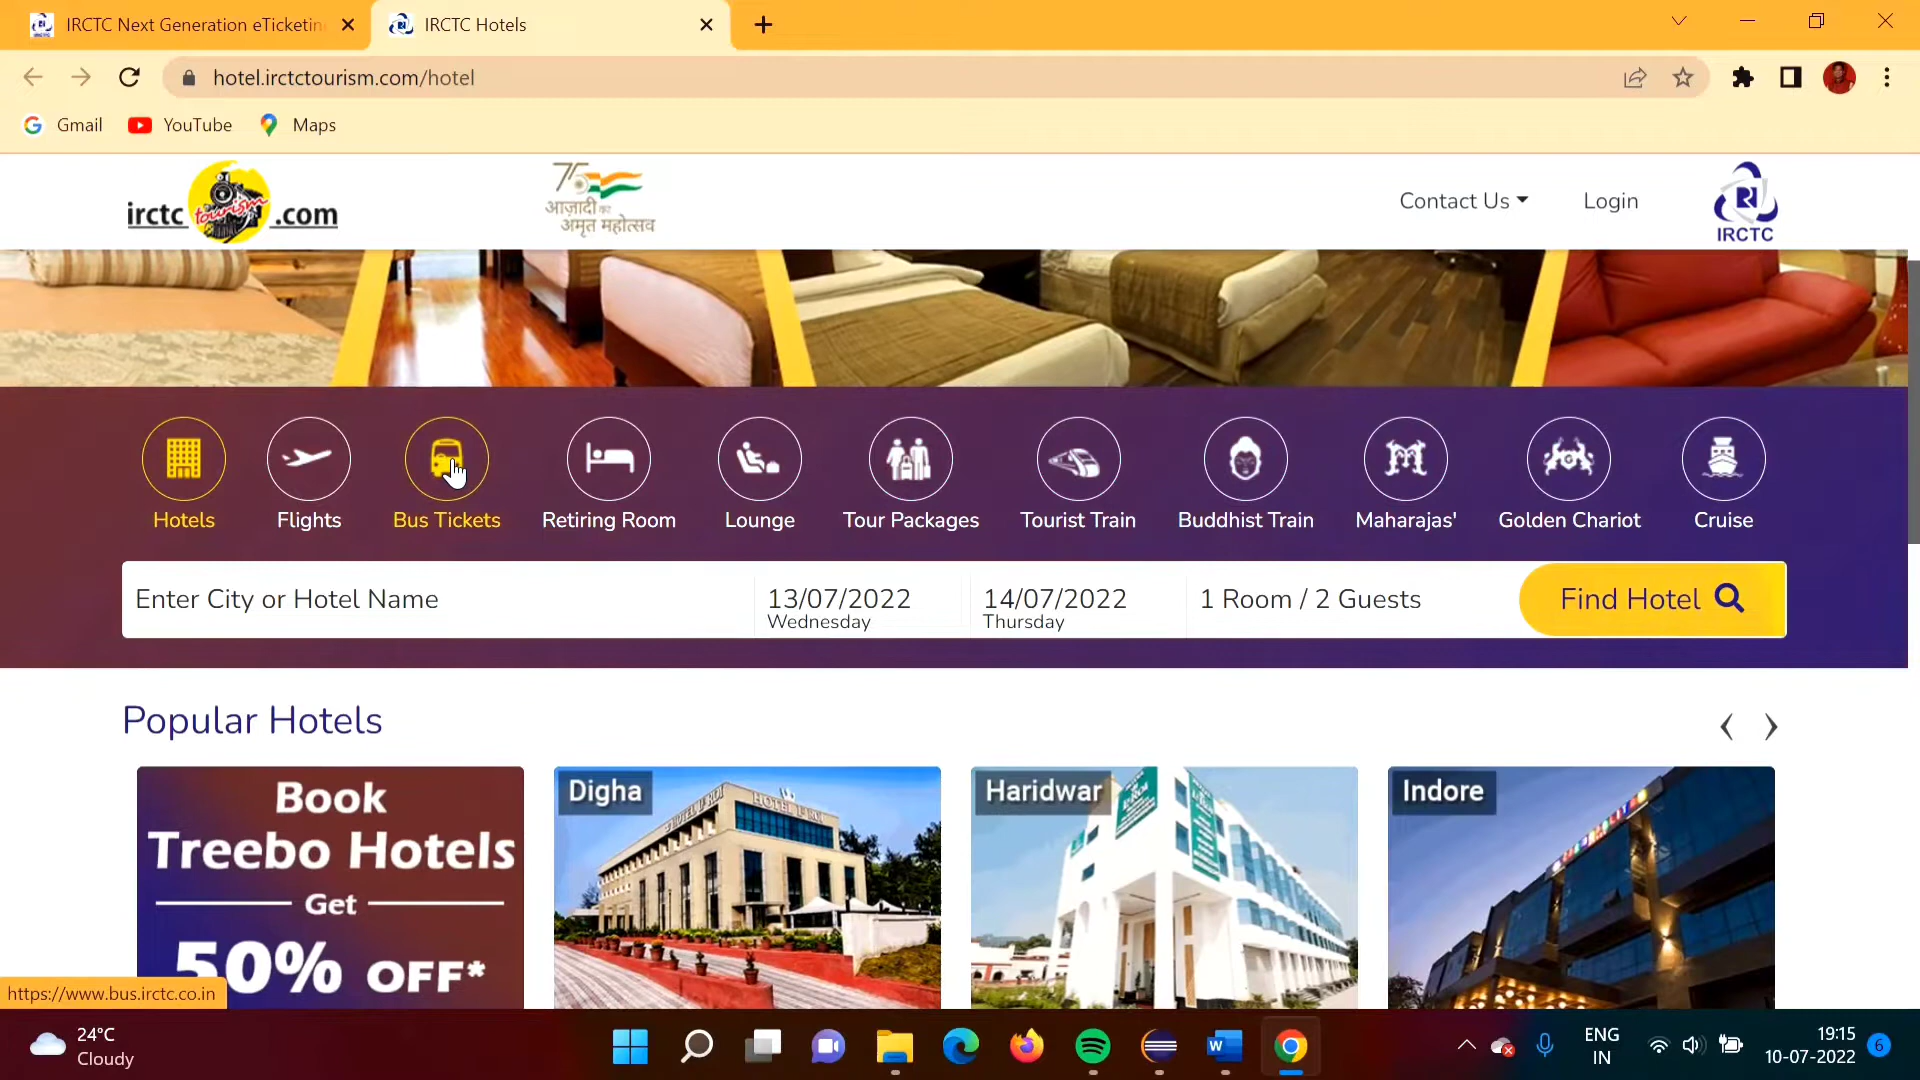 IRCTC Next Generation eTicketin
IRCTC Hotels
hotel.irctctourism.com/hotel
Gmail
YouTube
Maps
irctc tourism .com
75
आज़ादी का
अमृत महोत्सव
Contact Us
Login
IRCTC
Hotels
Flights
Bus Tickets
Retiring Room
Lounge
Tour Packages
Tourist Train
Buddhist Train
Maharajas'
Golden Chariot
Cruise
Enter City or Hotel Name
13/07/2022
Wednesday
14/07/2022
Thursday
1 Room / 2 Guests
Find Hotel
Popular Hotels
Book
Treebo Hotels
Get
50% OFF*
Digha
Haridwar
Indore
https://www.bus.irctc.co.in
24°C
Cloudy
ENG
IN
19:15
10-07-2022
6